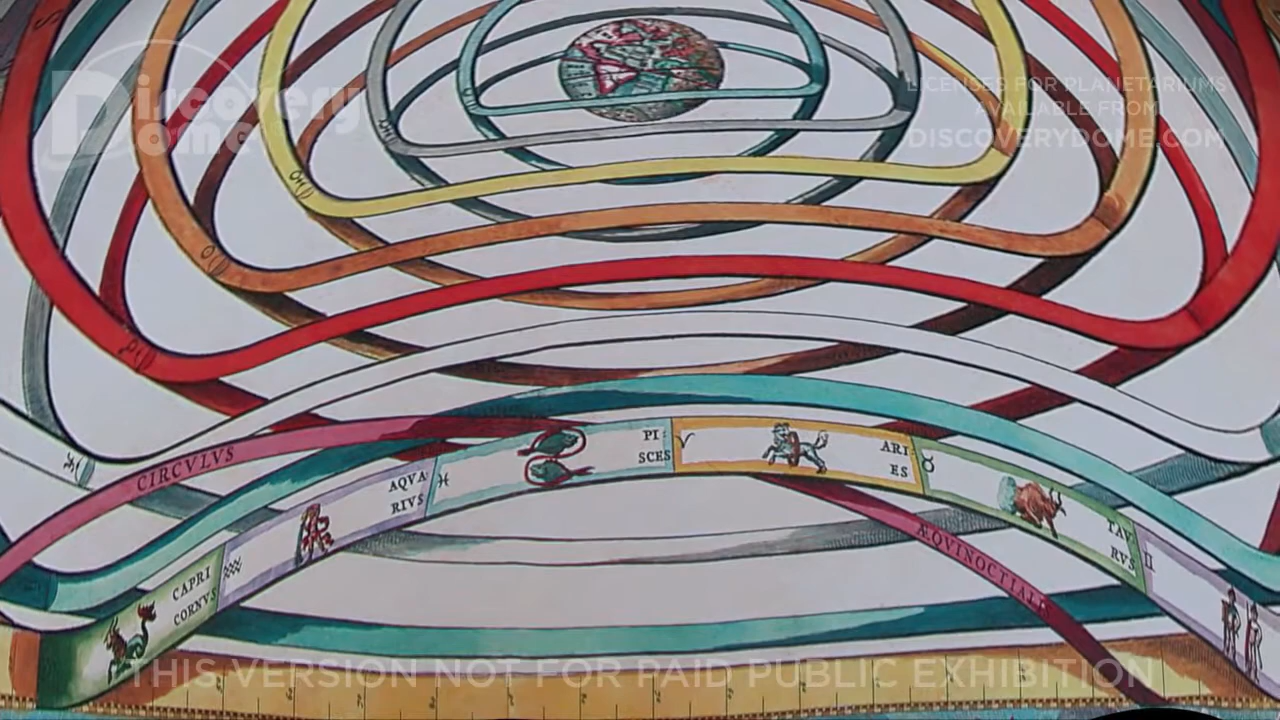 Discovery
Dome
LICENSES FOR PLANETARIUMS
AVAILABLE FROM
DISCOVERYDOME.COM
CIRCVLVS
ÆQVINOCTIALI
CAPRI
CORNVS
AQVA
RIVS
PI:
SCES
ARI
ES
TAV
RVS
THIS VERSION NOT FOR PAID PUBLIC EXHIBITION